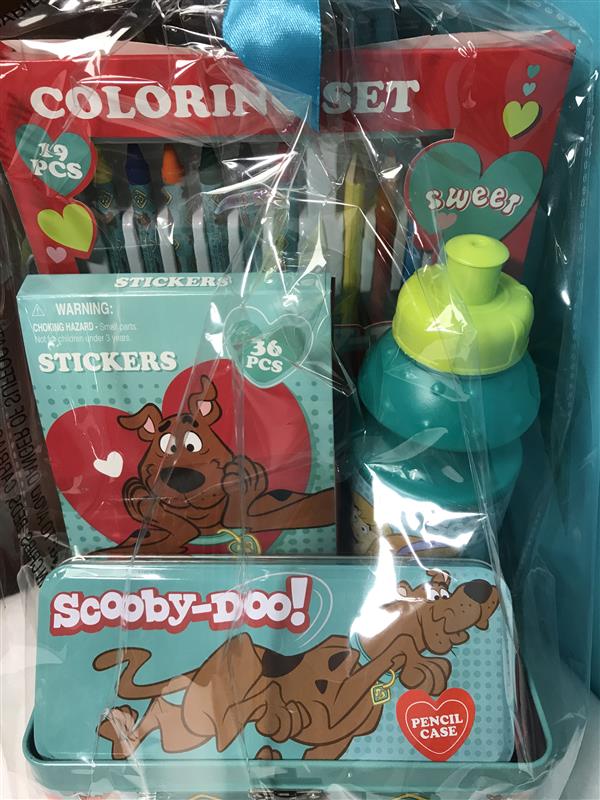 COLORING SET
19
PCS
sweet
STICKERS
⚠ WARNING:
CHOKING HAZARD - Small parts.
Not for children under 3 years.
STICKERS
36
PCS
Scooby-Doo!
PENCIL
CASE